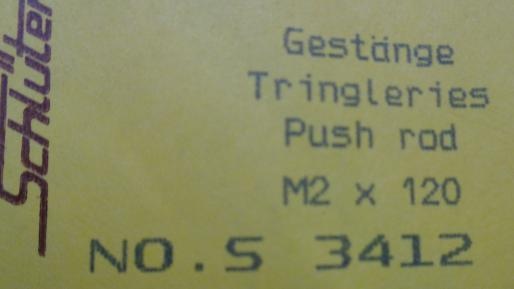 Schlüter
Gestänge
Tringleries
Push rod
M2 x 120
NO.S 3412